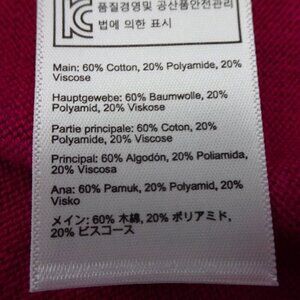 KC
품질경영및 공산품안전관리
법에 의한 표시
Main: 60% Cotton, 20% Polyamide, 20%
Viscose
Hauptgewebe: 60% Baumwolle, 20%
Polyamid, 20% Viskose
Partie principale: 60% Coton, 20%
Polyamide, 20% Viscose
Principal: 60% Algodón, 20% Poliamida,
20% Viscosa
Ana: 60% Pamuk, 20% Polyamid, 20%
Visko
メイン: 60% 木綿, 20% ポリアミド,
20% ビスコース